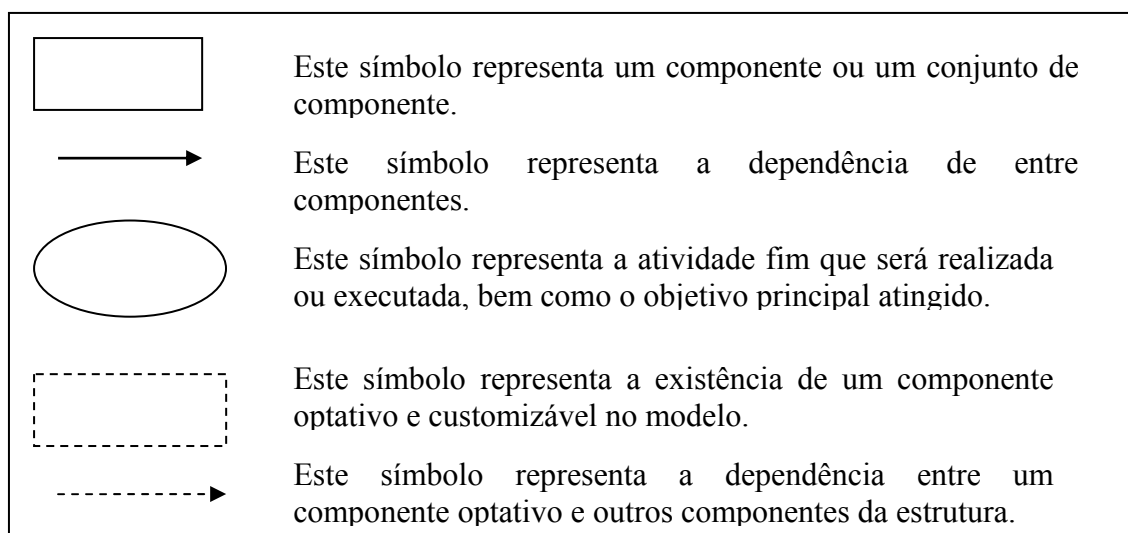 Este símbolo representa um componente ou um conjunto de
componente.
Este símbolo representa a dependência de entre
componentes.
Este símbolo representa a atividade fim que será realizada
ou executada, bem como o objetivo principal atingido.
Este símbolo representa a existência de um componente
optativo e customizável no modelo.
Este símbolo representa a dependência entre um
componente optativo e outros componentes da estrutura.